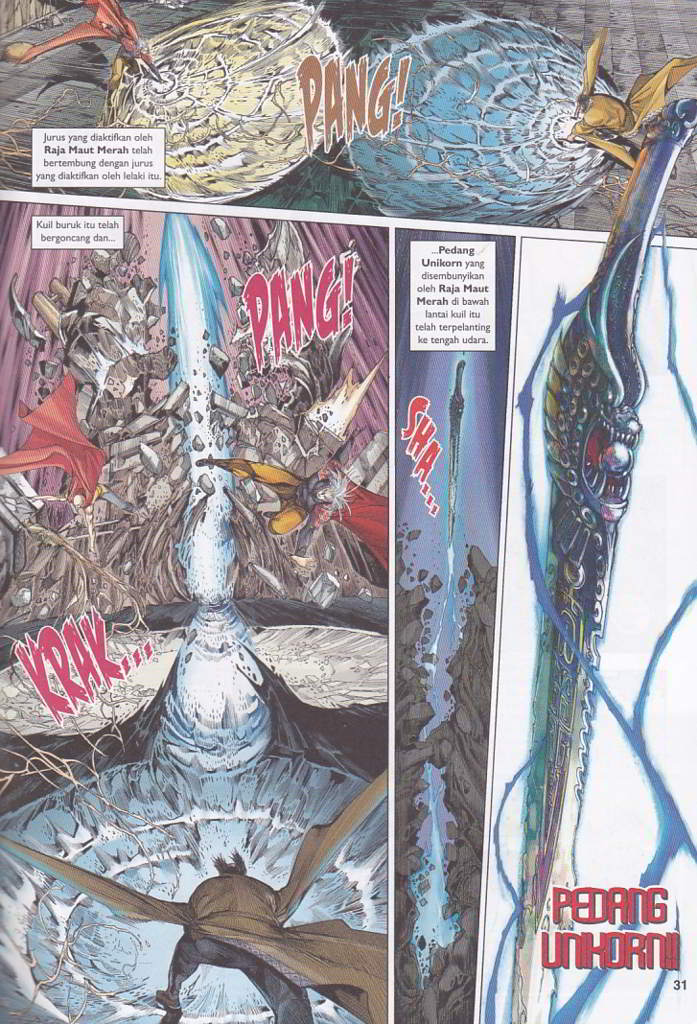 PANG!
Jurus yang diaktifkan oleh
Raja Maut Merah telah
bertembung dengan jurus
yang diaktifkan oleh lelaki itu.
Kuil buruk itu telah
bergoncang dan...
PANG!
KRAK...
...Pedang
Unikorn yang
disembunyikan
oleh Raja Maut
Merah di bawah
lantai kuil itu
telah terpelanting
ke tengah udara.
SHA...
PEDANG
UNIKORN!!
31